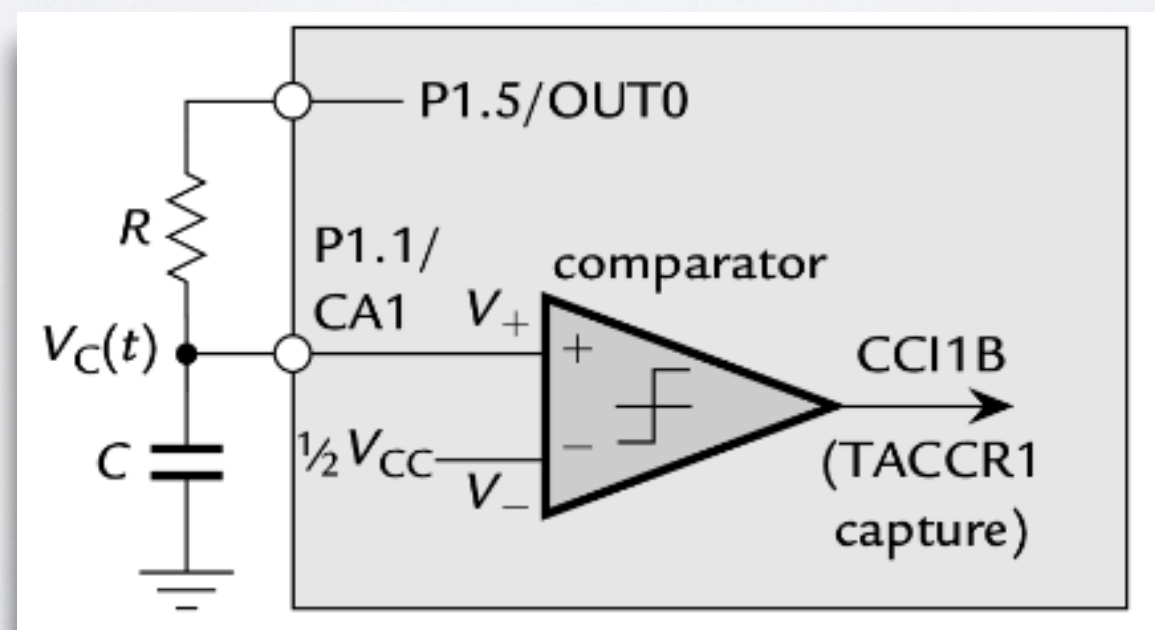 P1.5/OUT0
R
P1.1/
CA1
V+
comparator
VC(t)
+
CCI1B
C
½VCC
−
V−
(TACCR1
capture)